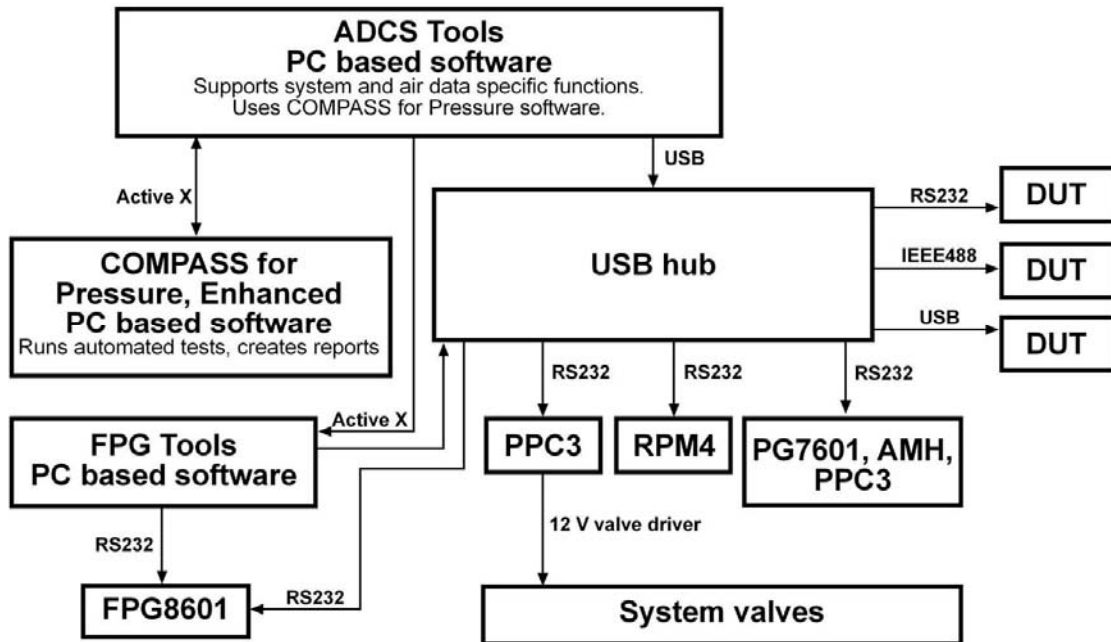 ADCS Tools
PC based software
Supports system and air data specific functions.
Uses COMPASS for Pressure software.
Active X
USB
COMPASS for
Pressure, Enhanced
PC based software
Runs automated tests, creates reports
USB hub
RS232
DUT
IEEE488
DUT
USB
DUT
Active X
FPG Tools
PC based software
RS232
RS232
RS232
PPC3
RPM4
PG7601, AMH,
PPC3
12 V valve driver
RS232
FPG8601
RS232
System valves